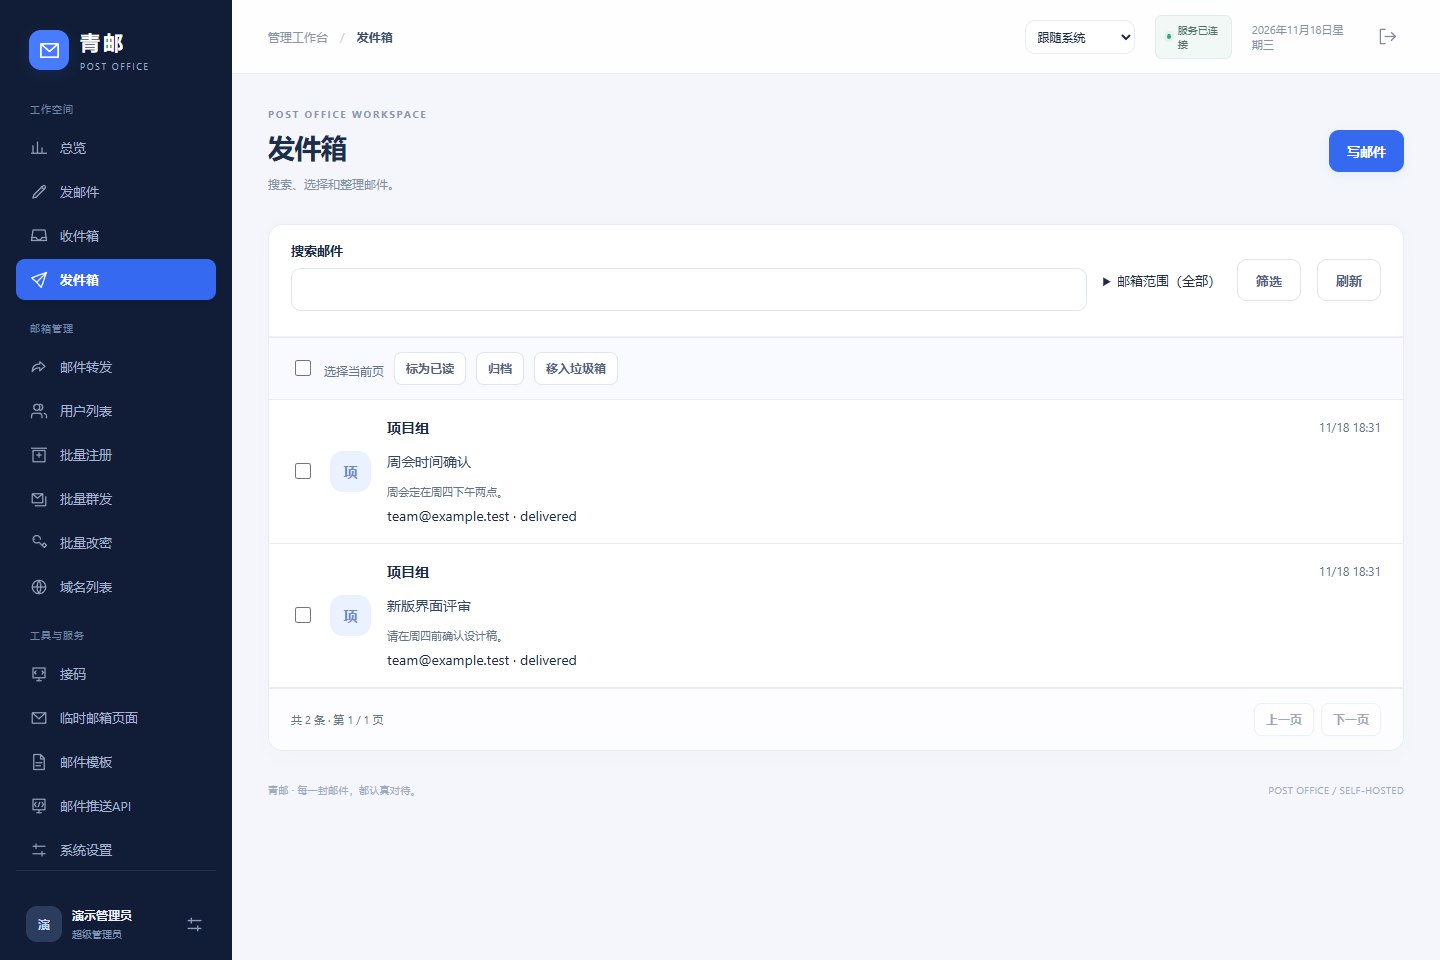 青邮
POST OFFICE
工作空间
总览
发邮件
收件箱
发件箱
邮箱管理
邮件转发
用户列表
批量注册
批量群发
批量改密
域名列表
工具与服务
接码
临时邮箱页面
邮件模板
邮件推送API
系统设置
演
演示管理员
超级管理员
管理工作台 / 发件箱
跟随系统
服务已连
接
2026年11月18日星
期三
POST OFFICE WORKSPACE
发件箱
搜索、选择和整理邮件。
写邮件
搜索邮件
邮箱范围（全部）
筛选
刷新
选择当前页
标为已读
归档
移入垃圾箱
项
项目组
11/18 18:31
周会时间确认
周会定在周四下午两点。
team@example.test · delivered
项
项目组
11/18 18:31
新版界面评审
请在周四前确认设计稿。
team@example.test · delivered
共 2 条 · 第 1 / 1 页
上一页
下一页
青邮 · 每一封邮件，都认真对待。
POST OFFICE / SELF-HOSTED